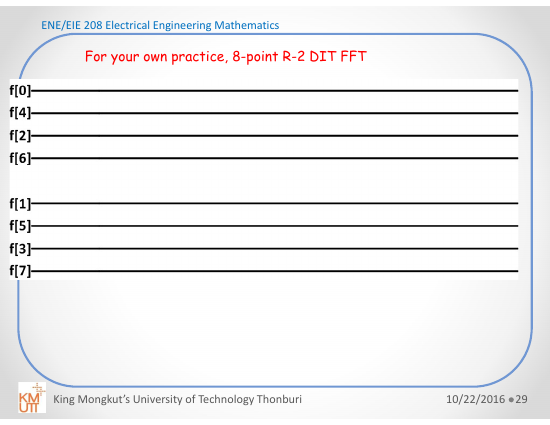 ENE/EIE 208 Electrical Engineering Mathematics
For your own practice, 8-point R-2 DIT FFT
f[0]
f[4]
f[2]
f[6]
f[1]
f[5]
f[3]
f[7]
KMUTT
King Mongkut's University of Technology Thonburi
10/22/2016 ●29